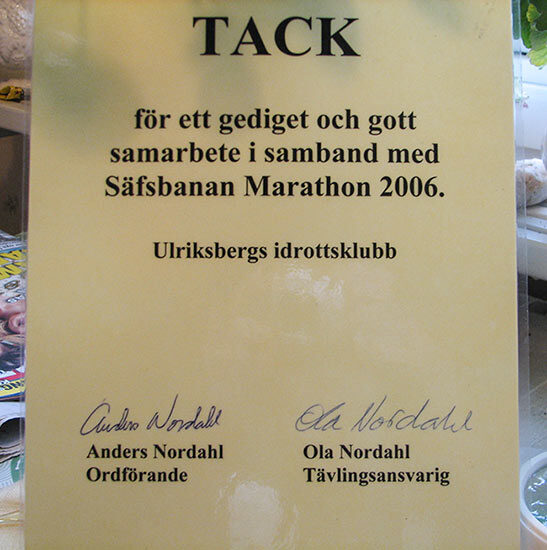 TACK
för ett gediget och gott
samarbete i samband med
Säfsbanan Marathon 2006.
Ulriksbergs idrottsklubb
Anders Nordahl
Ola Nordahl
Anders Nordahl
Ordförande
Ola Nordahl
Tävlingsansvarig